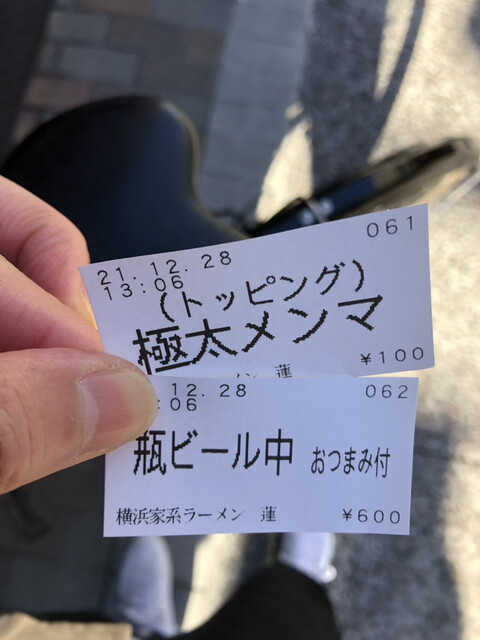 21.12.28 061
13:06
(トッピング)
極太メンマ
蓮 ¥100
12.28 062
:06
瓶ビール中 おつまみ付
横浜家系ラーメン 蓮 ¥600